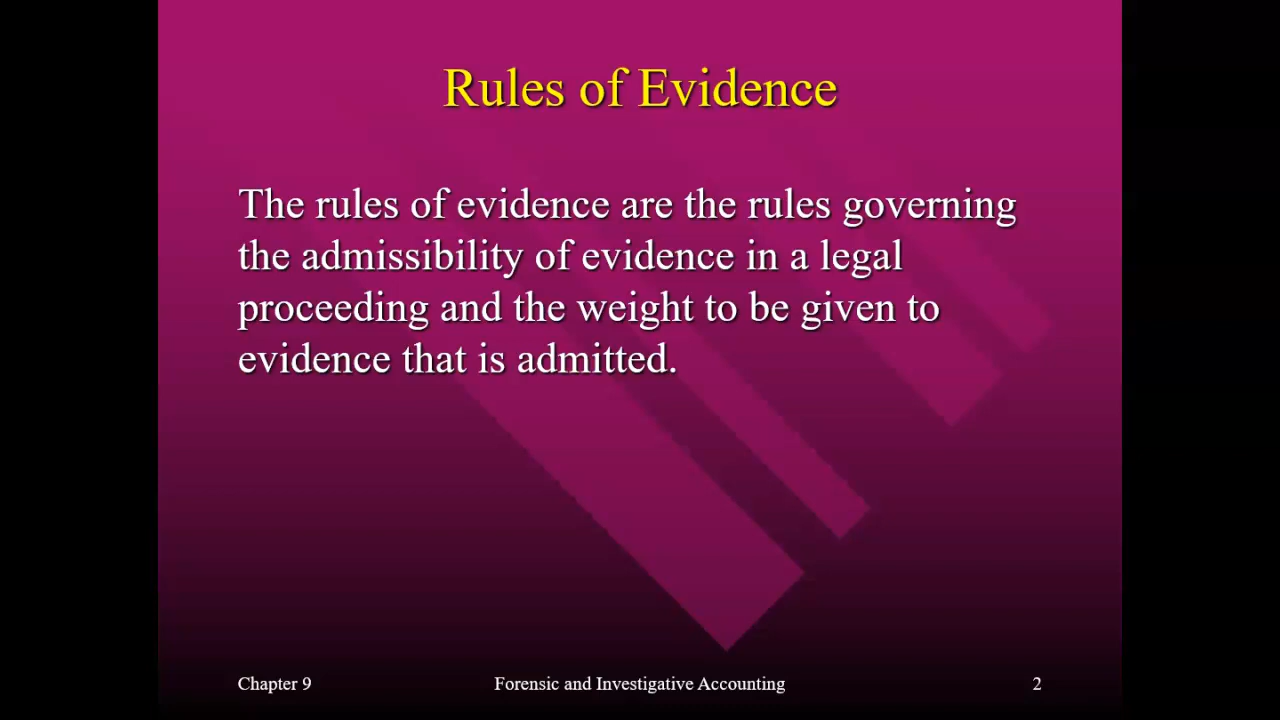 Rules of Evidence
The rules of evidence are the rules governing
the admissibility of evidence in a legal
proceeding and the weight to be given to
evidence that is admitted.
Chapter 9
Forensic and Investigative Accounting
2